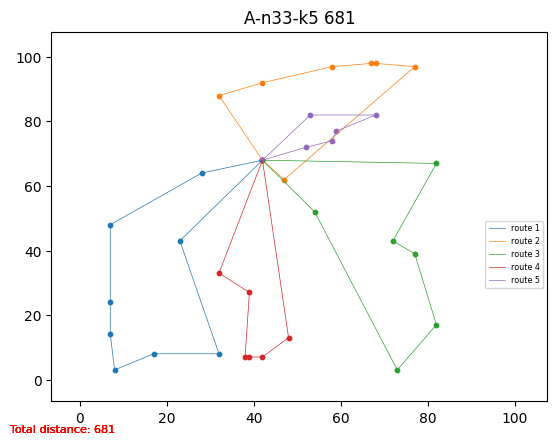 A-n33-k5 681
100
80
60
40
20
0
0 20 40 60 80 100
route 1
route 2
route 3
route 4
route 5
Total distance: 681